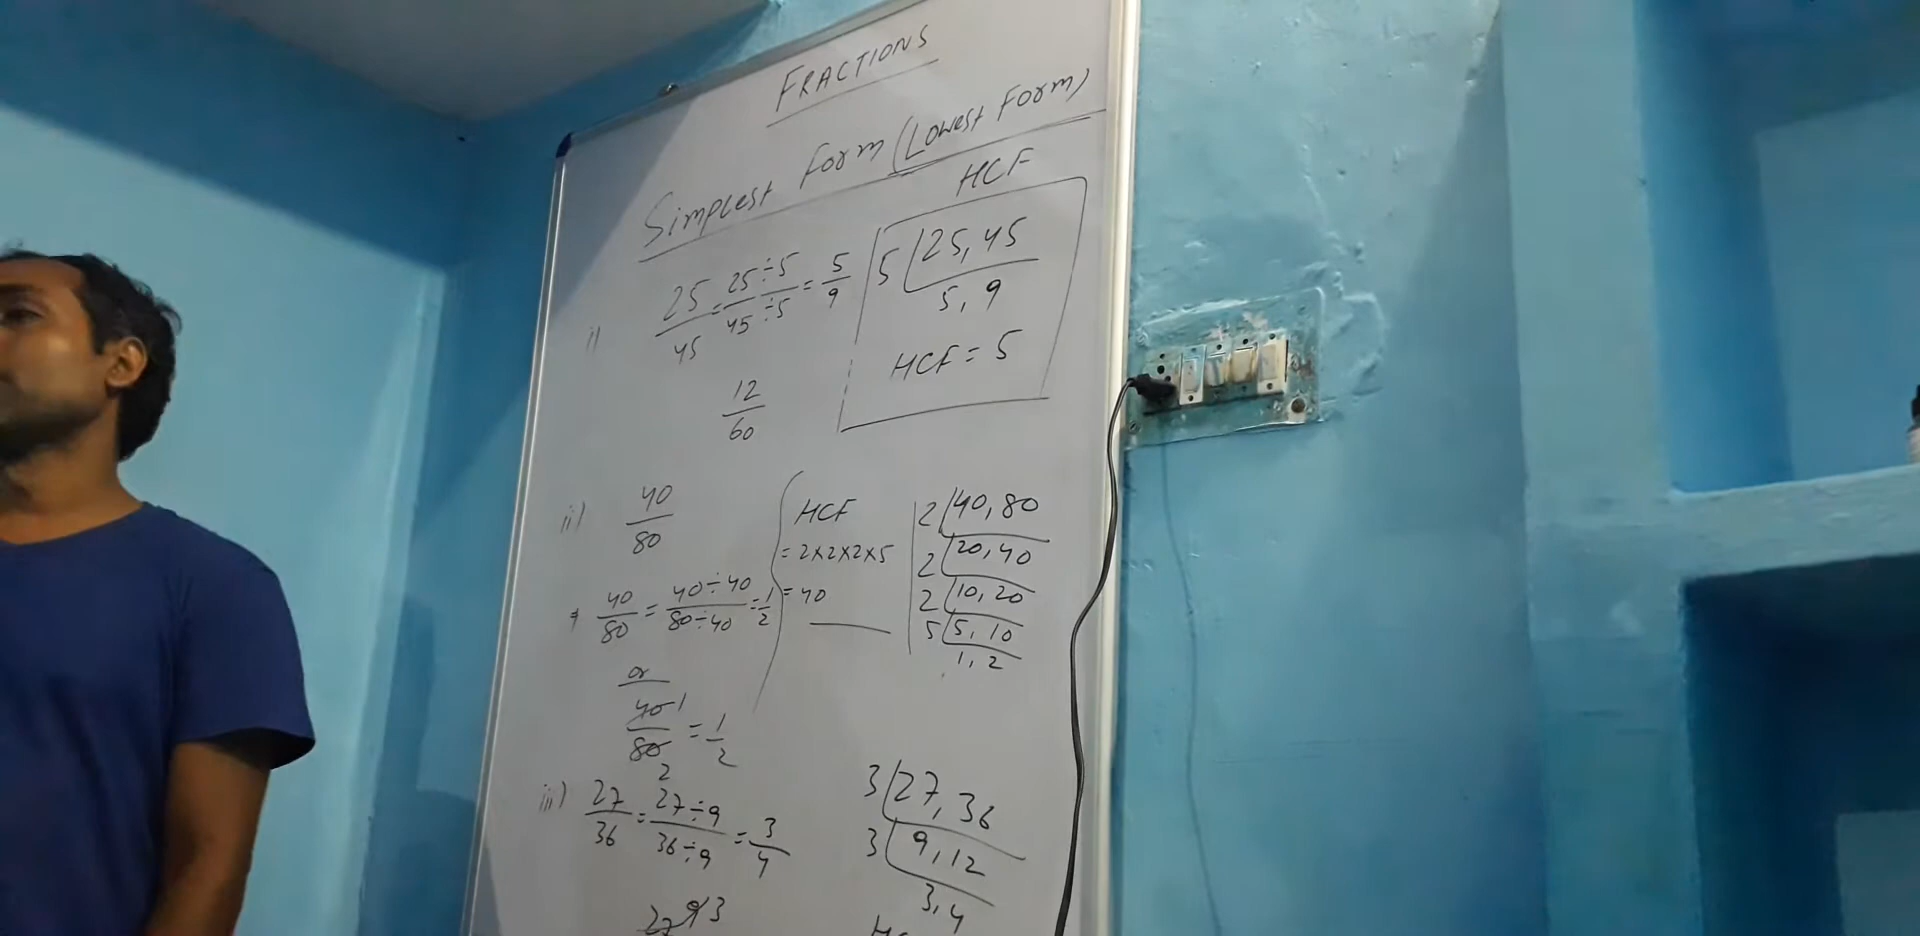 FRACTIONS
Simplest Form (Lowest Form)
HCF
i) 25/45 = 25÷5/45÷5 = 5/9
5 25, 45
5, 9
HCF = 5
12/60
ii) 40/80
HCF
= 2×2×2×5
= 40
2 40, 80
2 20, 40
2 10, 20
5 5, 10
1, 2
40/80 = 40÷40/80÷40 = 1/2
or
40 1/80 2 = 1/2
iii) 27/36 = 27÷9/36÷9 = 3/4
3 27, 36
3 9, 12
3, 4
27 9 3